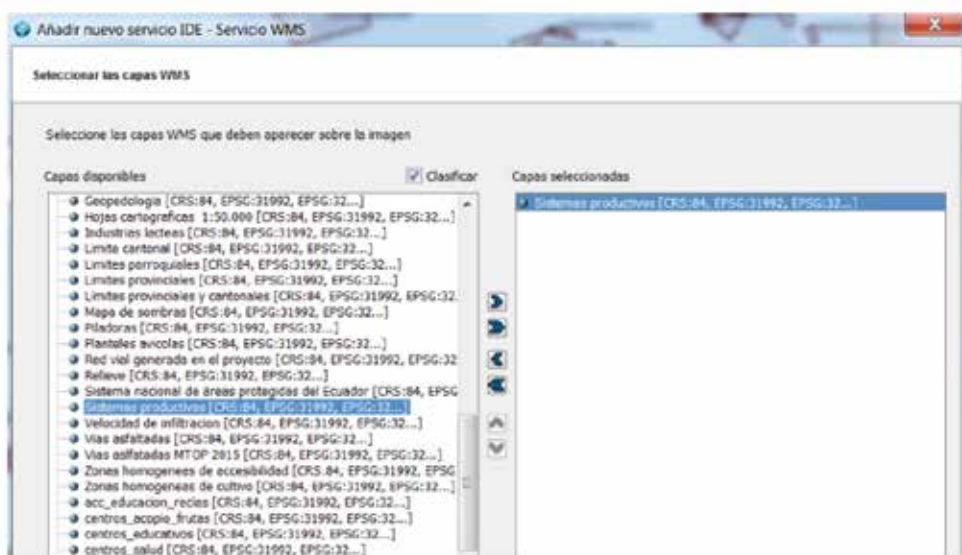 Añadir nuevo servicio IDE - Servicio WMS
Seleccionar las capas WMS
Seleccione las capas WMS que deben aparecer sobre la imagen
Capas disponibles
Clasificar
Geopedologia [CRS:84, EPSG:31992, EPSG:32...]
Hojas cartograficas 1:50.000 [CRS:84, EPSG:31992, EPSG:32...]
Industrias lacteas [CRS:84, EPSG:31992, EPSG:32...]
Limite cantonal [CRS:84, EPSG:31992, EPSG:32...]
Limites parroquiales [CRS:84, EPSG:31992, EPSG:32...]
Limites provinciales [CRS:84, EPSG:31992, EPSG:32...]
Limites provinciales y cantonales [CRS:84, EPSG:31992, EPSG:32.
Mapa de sombras [CRS:84, EPSG:31992, EPSG:32...]
Piladoras [CRS:84, EPSG:31992, EPSG:32...]
Planteles avicolas [CRS:84, EPSG:31992, EPSG:32...]
Red vial generada en el proyecto [CRS:84, EPSG:31992, EPSG:32
Relieve [CRS:84, EPSG:31992, EPSG:32...]
Sistema nacional de áreas protegidas del Ecuador [CRS:84, EPSG
Sistemas productivos [CRS:84, EPSG:31992, EPSG:32...]
Velocidad de infiltracion [CRS:84, EPSG:31992, EPSG:32...]
Vias asfaltadas [CRS:84, EPSG:31992, EPSG:32...]
Vias asfaltadas MTOP 2015 [CRS:84, EPSG:31992, EPSG:32...]
Zonas homogeneas de accesibilidad [CRS:84, EPSG:31992, EPSG
Zonas homogeneas de cultivo [CRS:84, EPSG:31992, EPSG:32...]
acc_educacion_recias [CRS:84, EPSG:31992, EPSG:32...]
centros_acopio_frutas [CRS:84, EPSG:31992, EPSG:32...]
centros_educativos [CRS:84, EPSG:31992, EPSG:32...]
centros_salud [CRS:84, EPSG:31992, EPSG:32...]
Capas seleccionadas
Sistemas productivos [CRS:84, EPSG:31992, EPSG:32...]